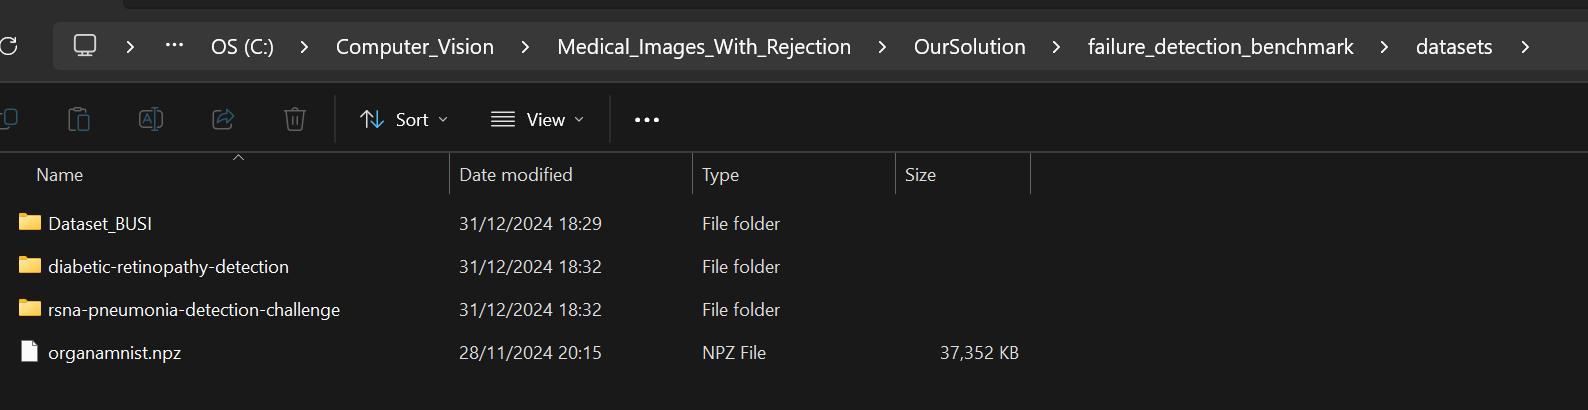 OS (C:) > Computer_Vision > Medical_Images_With_Rejection > OurSolution > failure_detection_benchmark > datasets >
Sort View
Name Date modified Type Size
Dataset_BUSI 31/12/2024 18:29 File folder
diabetic-retinopathy-detection 31/12/2024 18:32 File folder
rsna-pneumonia-detection-challenge 31/12/2024 18:32 File folder
organamnist.npz 28/11/2024 20:15 NPZ File 37,352 KB